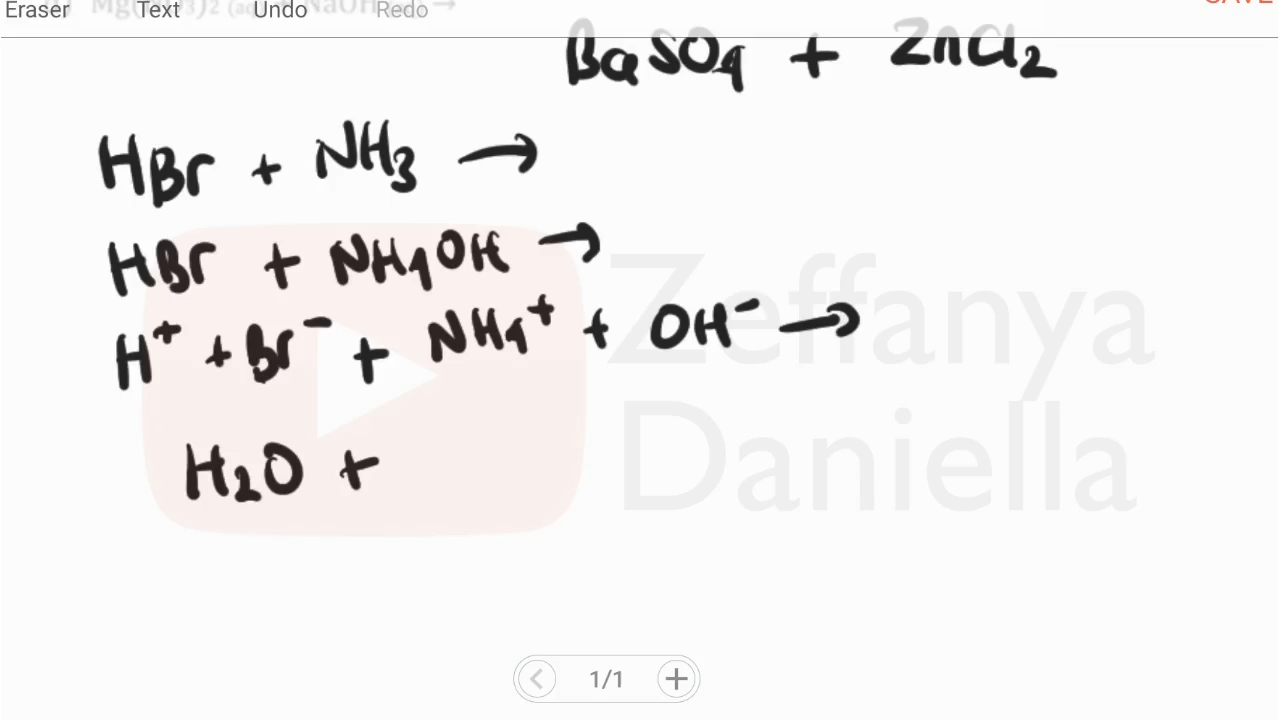 Eraser Text Undo Redo
BaSO4 + ZnCl2
HBr + NH3 →
HBr + NH4OH →
H+ + Br- + NH4+ + OH- →
H2O +
Zeffanya
Daniella
1/1